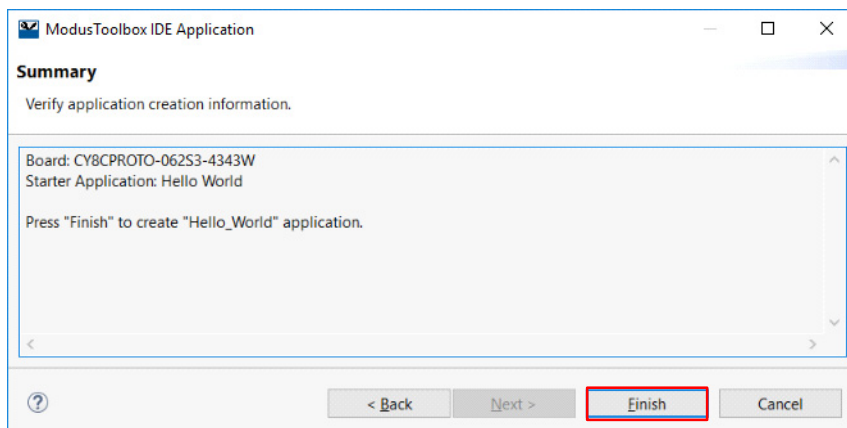 ModusToolbox IDE Application
Summary
Verify application creation information.
Board: CY8CPROTO-062S3-4343W
Starter Application: Hello World
Press "Finish" to create "Hello_World" application.
< Back Next > Finish Cancel